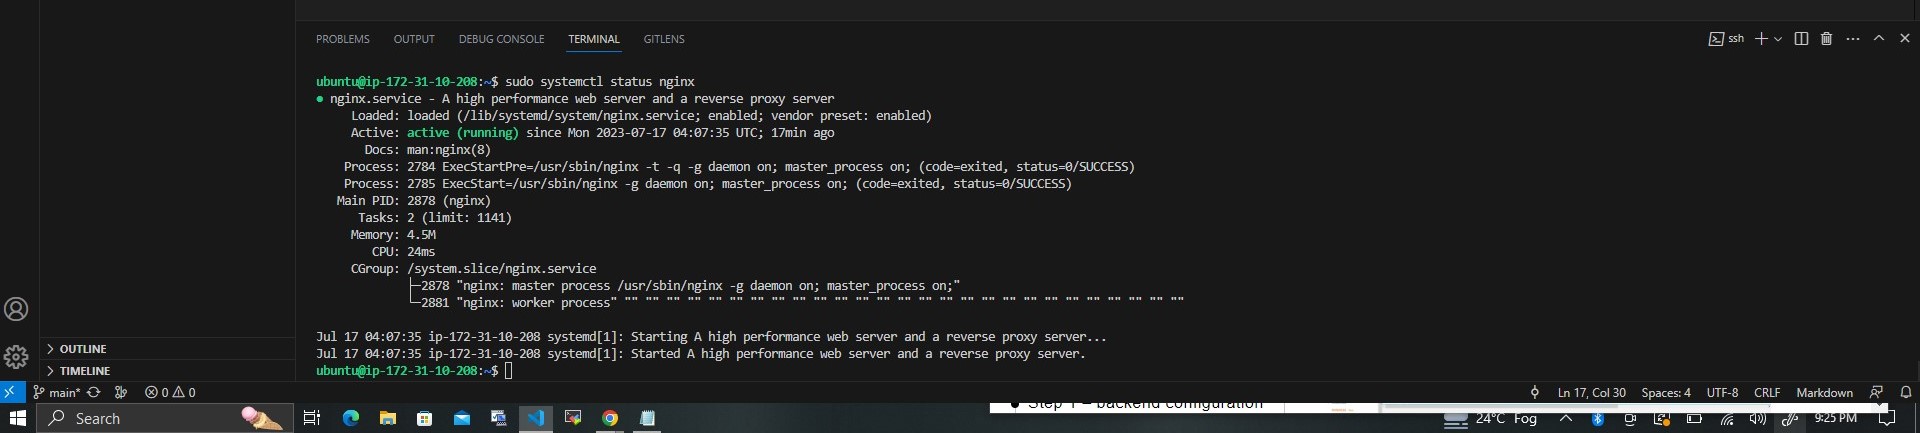 PROBLEMS OUTPUT DEBUG CONSOLE TERMINAL GITLENS
ssh
ubuntu@ip-172-31-10-208:~$ sudo systemctl status nginx
● nginx.service - A high performance web server and a reverse proxy server
Loaded: loaded (/lib/systemd/system/nginx.service; enabled; vendor preset: enabled)
Active: active (running) since Mon 2023-07-17 04:07:35 UTC; 17min ago
Docs: man:nginx(8)
Process: 2784 ExecStartPre=/usr/sbin/nginx -t -q -g daemon on; master_process on; (code=exited, status=0/SUCCESS)
Process: 2785 ExecStart=/usr/sbin/nginx -g daemon on; master_process on; (code=exited, status=0/SUCCESS)
Main PID: 2878 (nginx)
Tasks: 2 (limit: 1141)
Memory: 4.5M
CPU: 24ms
CGroup: /system.slice/nginx.service
├─2878 "nginx: master process /usr/sbin/nginx -g daemon on; master_process on;"
└─2881 "nginx: worker process" "" "" "" "" "" "" "" "" "" "" "" "" "" "" "" "" "" "" "" "" "" "" "" "" "" "" ""
Jul 17 04:07:35 ip-172-31-10-208 systemd[1]: Starting A high performance web server and a reverse proxy server...
Jul 17 04:07:35 ip-172-31-10-208 systemd[1]: Started A high performance web server and a reverse proxy server.
ubuntu@ip-172-31-10-208:~$
OUTLINE
TIMELINE
main* 0 0 Ln 17, Col 30 Spaces: 4 UTF-8 CRLF Markdown
Search
Step 1 – backend configuration
24°C Fog 9:25 PM